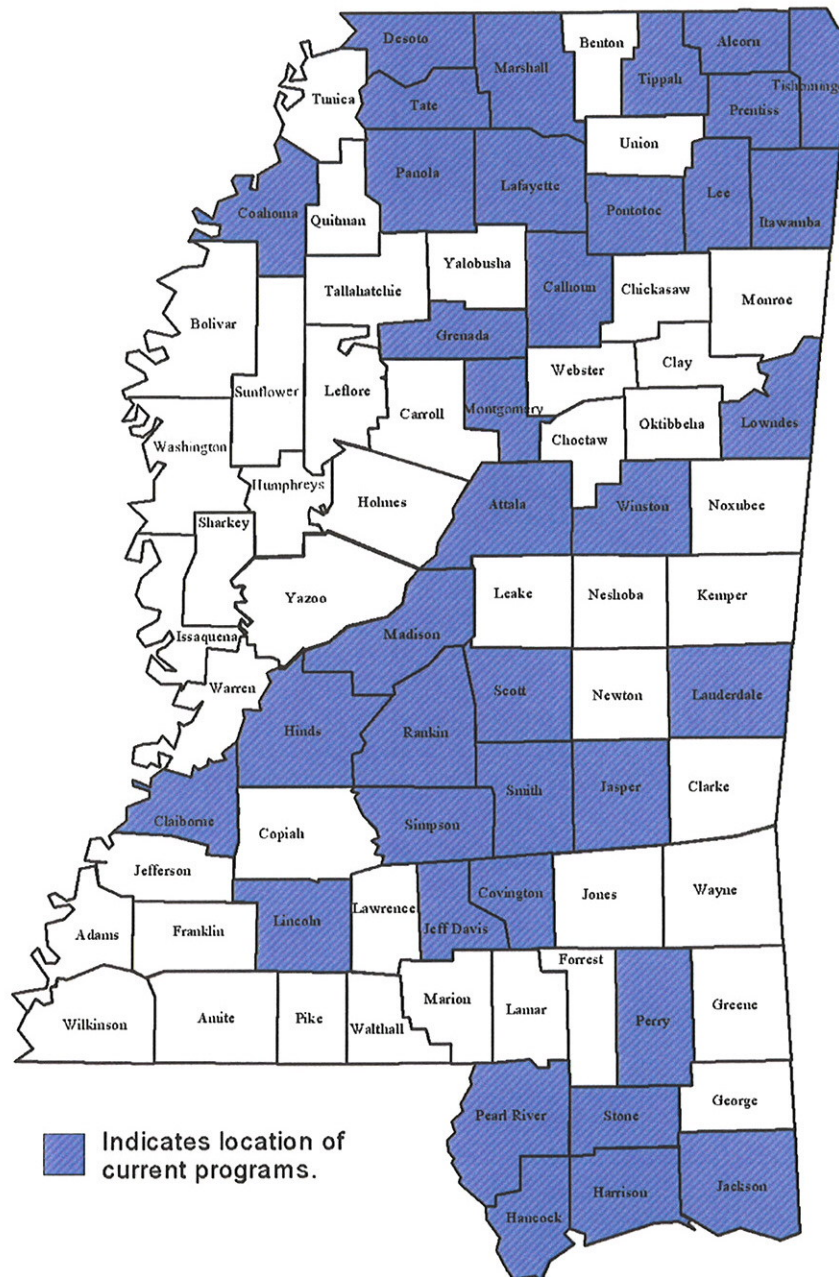 Desoto
Marshall
Benton
Tippah
Alcorn
Tishomingo
Tunica
Tate
Prentiss
Union
Panola
Lafayette
Pontotoc
Lee
Itawamba
Coahoma
Quitman
Yalobusha
Tallahatchie
Calhoun
Chickasaw
Monroe
Bolivar
Grenada
Sunflower
Leflore
Webster
Clay
Carroll
Montgomery
Choctaw
Oktibbeha
Lowndes
Washington
Humphreys
Holmes
Attala
Winston
Noxubee
Sharkey
Yazoo
Leake
Neshoba
Kemper
Issaquena
Madison
Warren
Scott
Newton
Lauderdale
Hinds
Rankin
Smith
Jasper
Clarke
Claiborne
Copiah
Simpson
Jefferson
Covington
Jones
Wayne
Lawrence
Lincoln
Jeff Davis
Adams
Franklin
Forrest
Wilkinson
Amite
Pike
Walthall
Marion
Lamar
Perry
Greene
Pearl River
Stone
George
Indicates location of
current programs.
Hancock
Harrison
Jackson